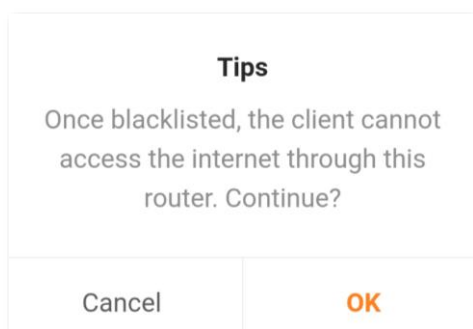 Tips
Once blacklisted, the client cannot
access the internet through this
router. Continue?
Cancel
OK